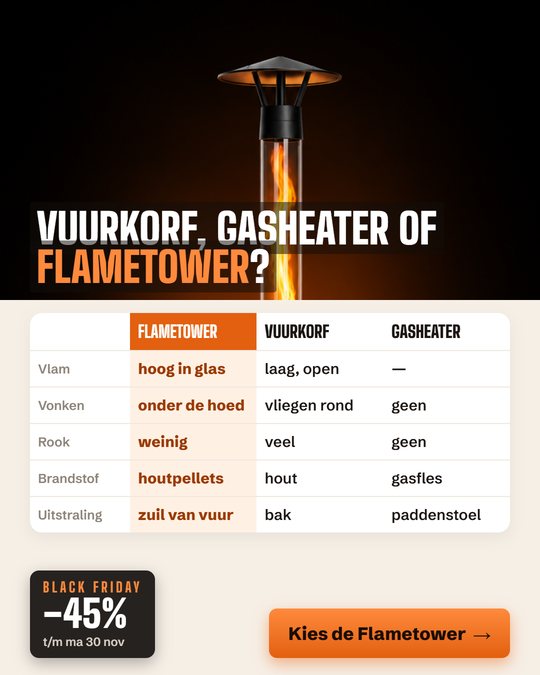 VUURKORF, GASHEATER OF
FLAMETOWER?
FLAMETOWER VUURKORF GASHEATER
Vlam hoog in glas laag, open —
Vonken onder de hoed vliegen rond geen
Rook weinig veel geen
Brandstof houtpellets hout gasfles
Uitstraling zuil van vuur bak paddenstoel
BLACK FRIDAY
–45%
t/m ma 30 nov
Kies de Flametower →